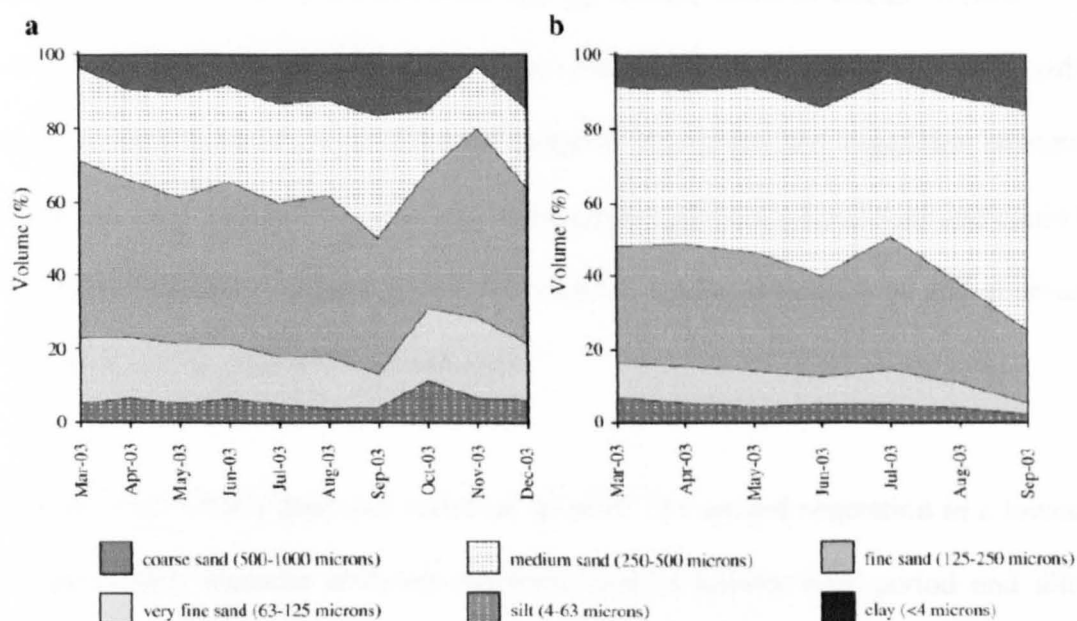 a
b
100
80
60
40
20
0
Volume (%)
Mar-03
Apr-03
May-03
Jun-03
Jul-03
Aug-03
Sep-03
Oct-03
Nov-03
Dec-03
100
80
60
40
20
0
Volume (%)
Mar-03
Apr-03
May-03
Jun-03
Jul-03
Aug-03
Sep-03
coarse sand (500-1000 microns)
medium sand (250-500 microns)
fine sand (125-250 microns)
very fine sand (63-125 microns)
silt (4-63 microns)
clay (<4 microns)